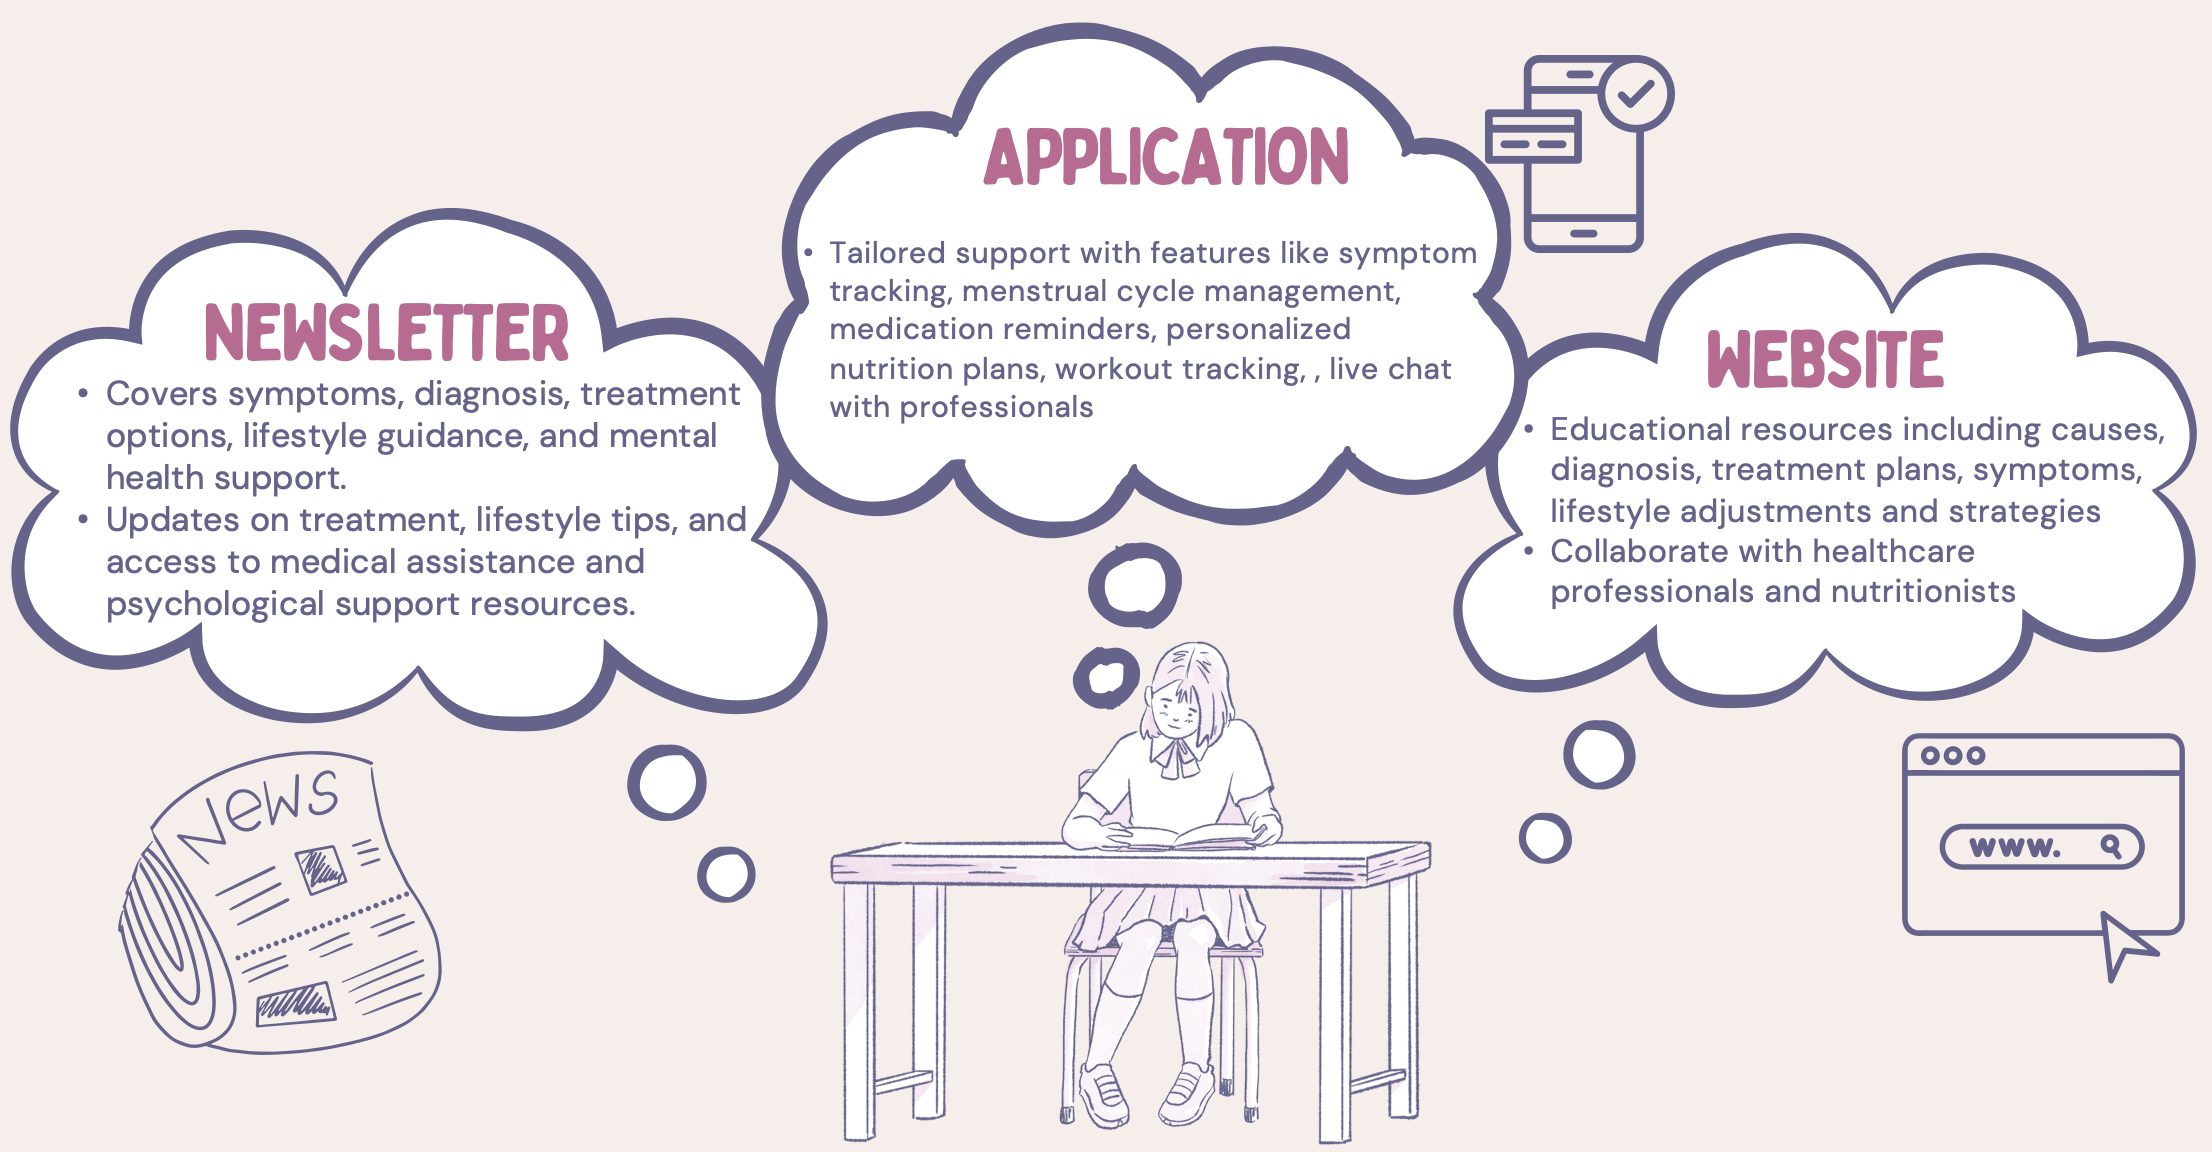 APPLICATION
• Tailored support with features like symptom
tracking, menstrual cycle management,
medication reminders, personalized
nutrition plans, workout tracking, , live chat
with professionals
NEWSLETTER
• Covers symptoms, diagnosis, treatment
options, lifestyle guidance, and mental
health support.
• Updates on treatment, lifestyle tips, and
access to medical assistance and
psychological support resources.
WEBSITE
• Educational resources including causes,
diagnosis, treatment plans, symptoms,
lifestyle adjustments and strategies
• Collaborate with healthcare
professionals and nutritionists
News
www.